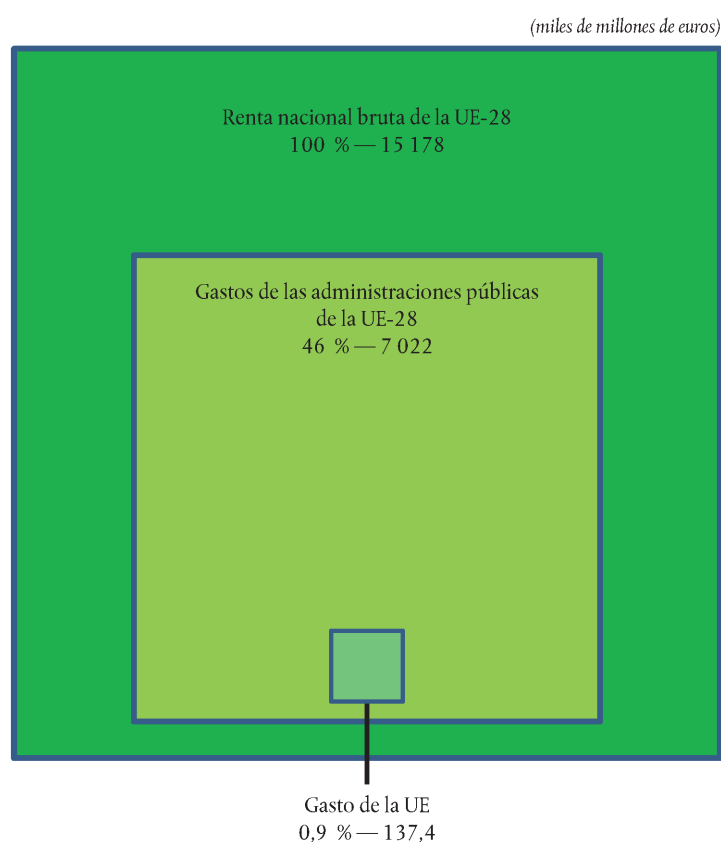 (miles de millones de euros)
Renta nacional bruta de la UE-28
100 % — 15 178
Gastos de las administraciones públicas
de la UE-28
46 % — 7 022
Gasto de la UE
0,9 % — 137,4